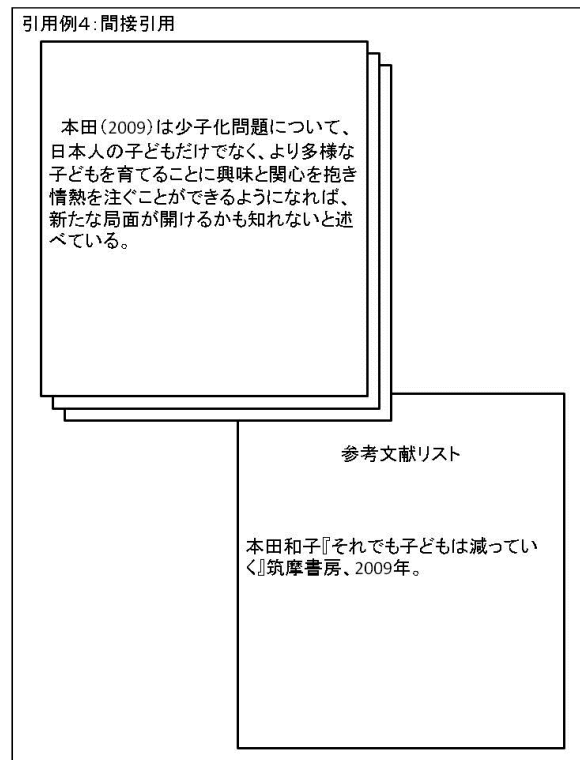 引用例4:間接引用
本田(2009)は少子化問題について、
日本人の子どもだけでなく、より多様な
子どもを育てることに興味と関心を抱き
情熱を注ぐことができるようになれば、
新たな局面が開けるかも知れないと述
べている。
参考文献リスト
本田和子『それでも子どもは減ってい
く』筑摩書房、2009年。